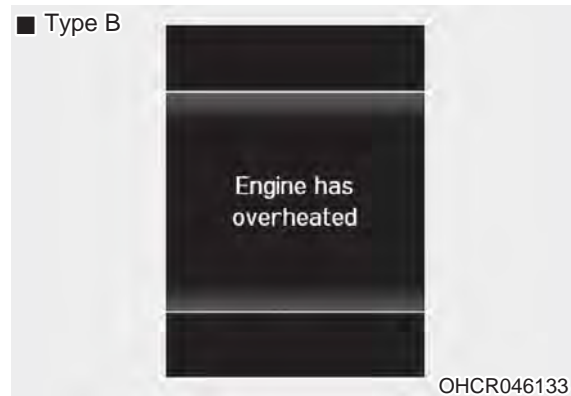 ■ Type B
Engine has
overheated
OHCR046133